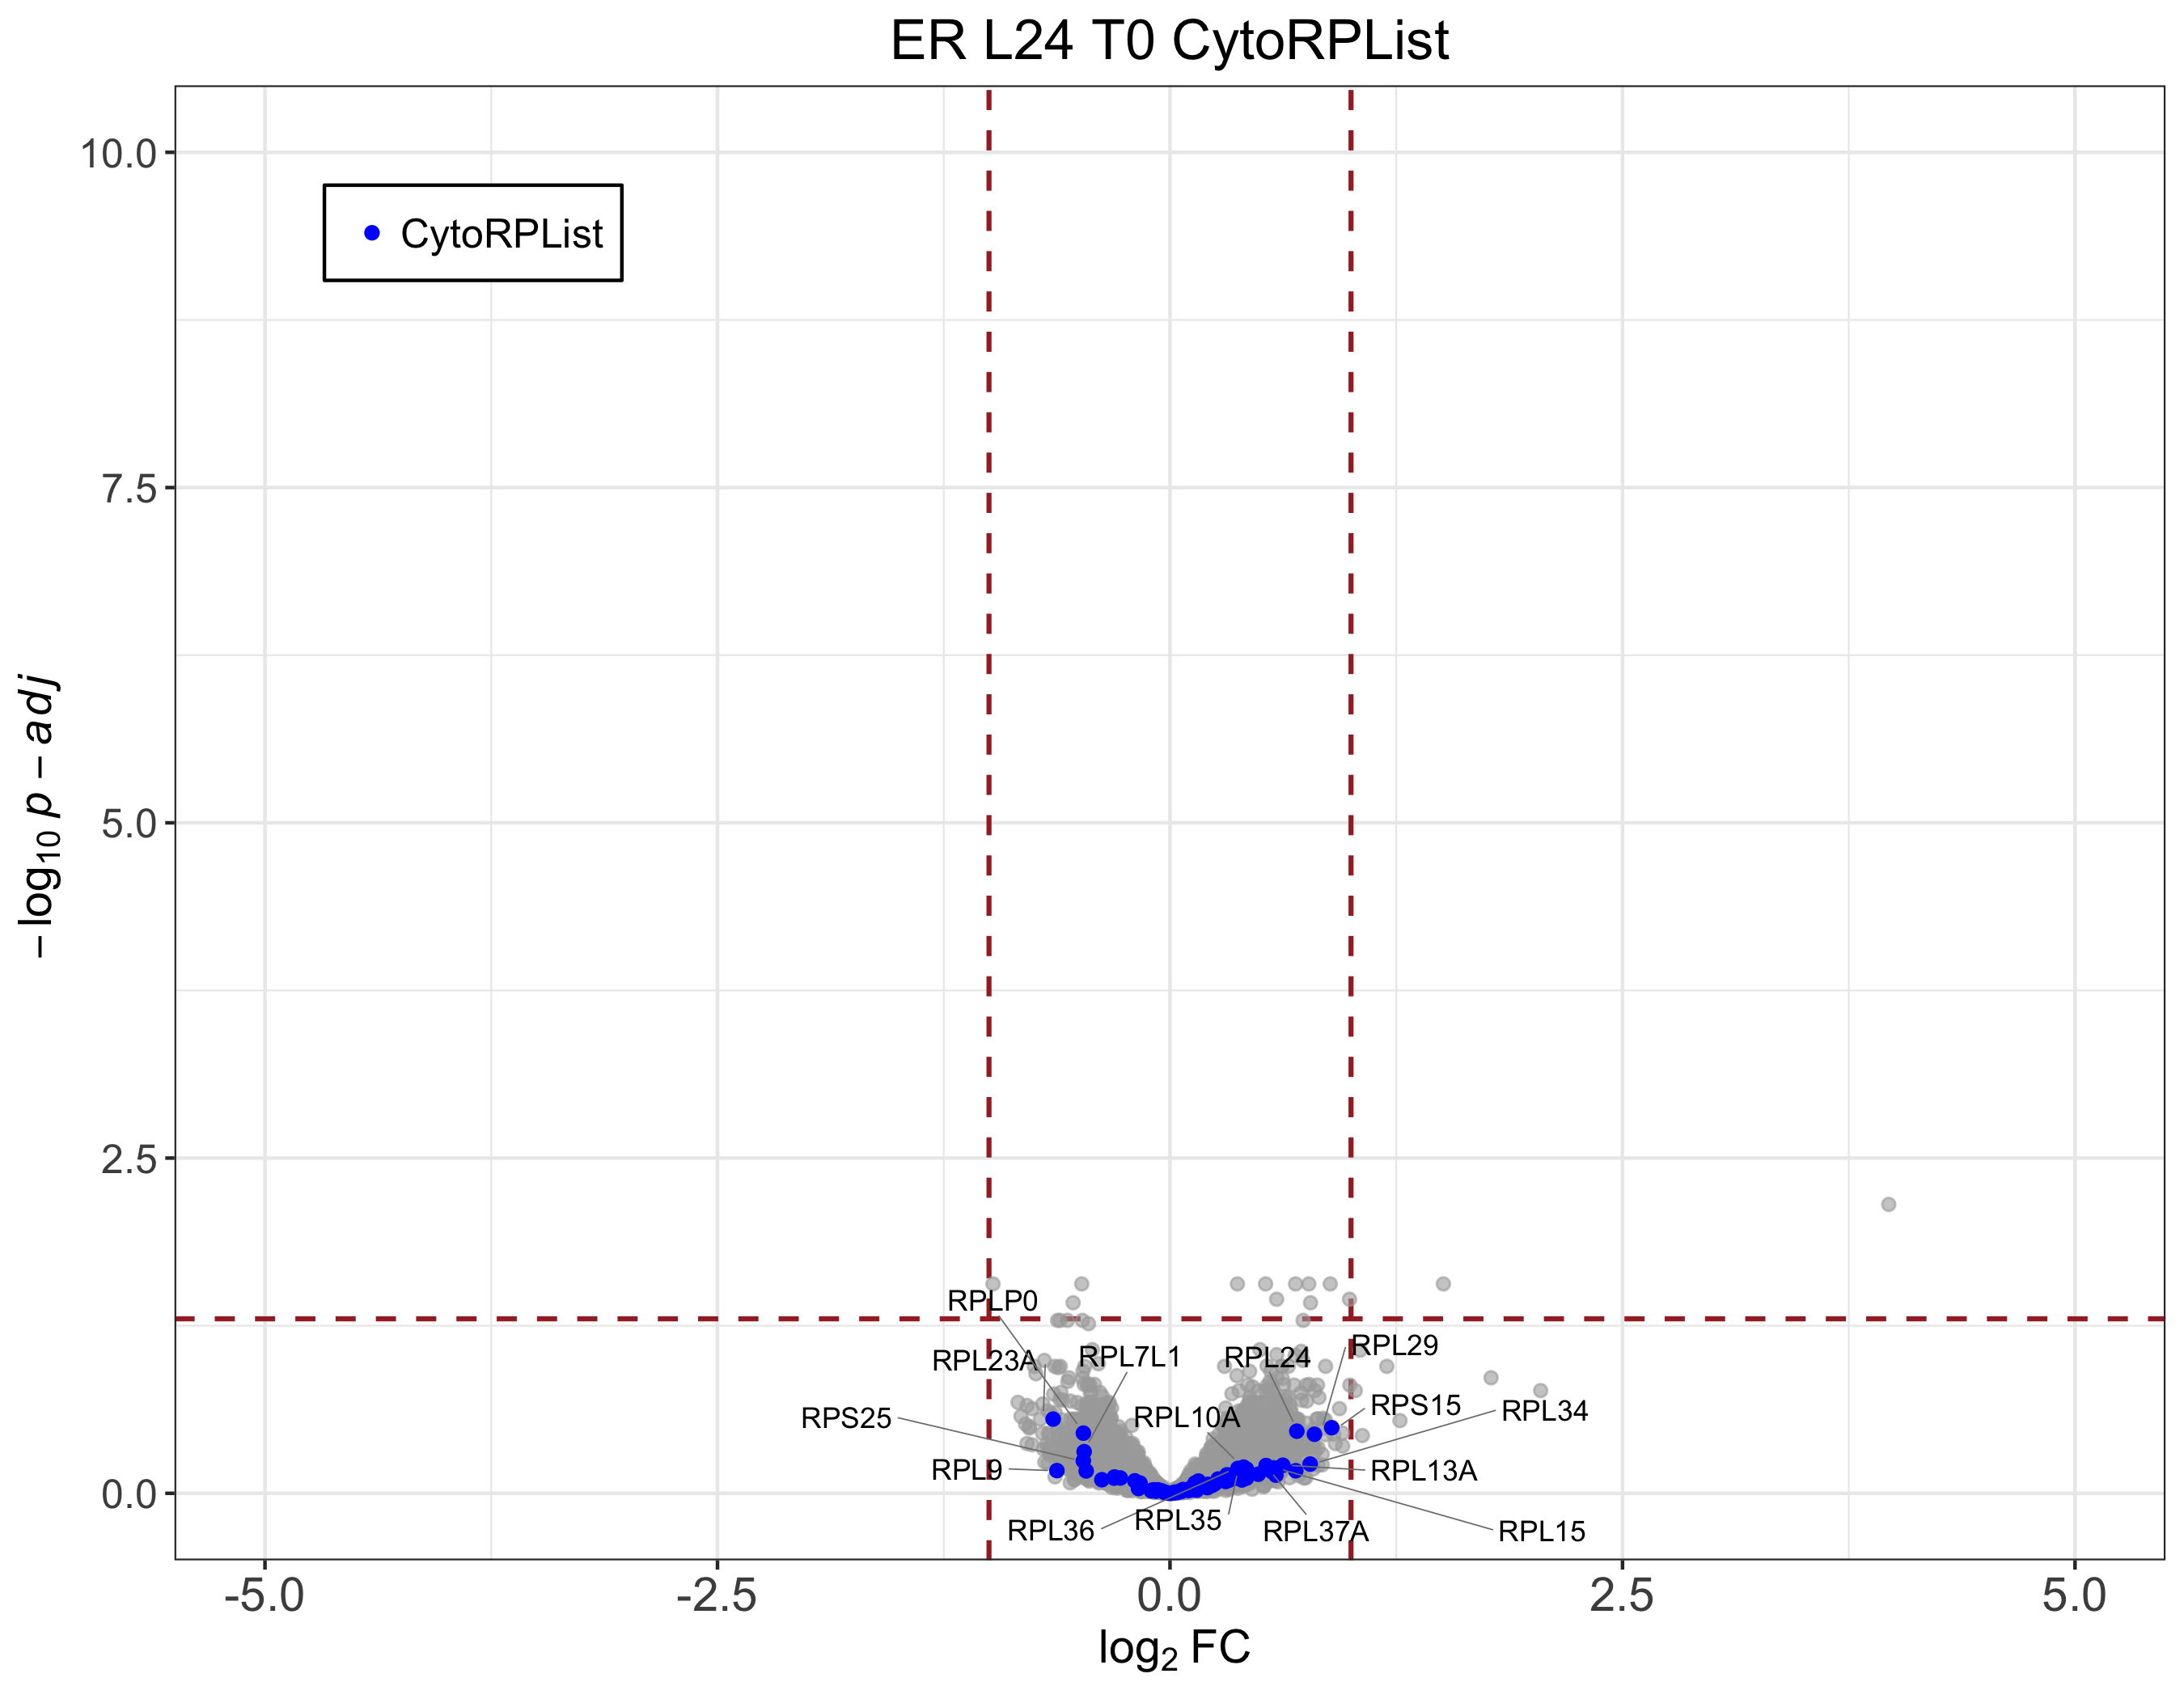 ER L24 T0 CytoRPList
10.0
7.5
5.0
2.5
0.0
−log10 p − adj
CytoRPList
RPLP0
RPL23A
RPL7L1
RPL24
RPL29
RPS25
RPL10A
RPS15
RPL34
RPL9
RPL13A
RPL36
RPL35
RPL37A
RPL15
-5.0
-2.5
0.0
2.5
5.0
log2 FC